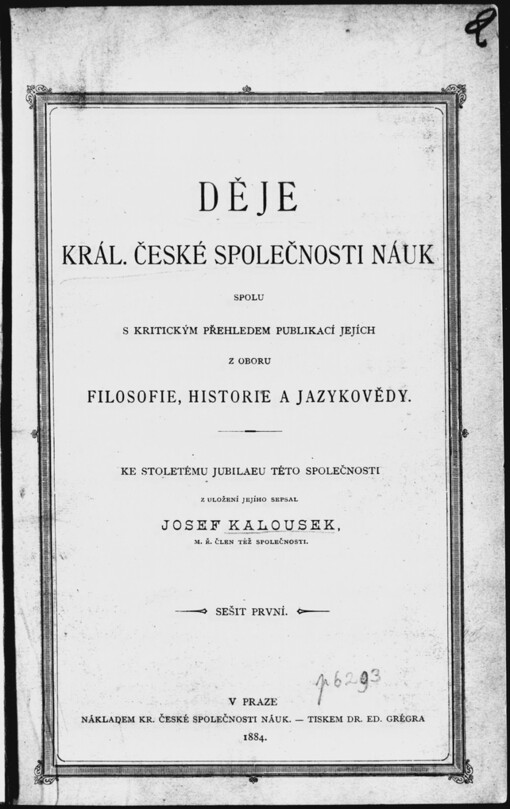 DĚJE
KRÁL. ČESKÉ SPOLEČNOSTI NÁUK
SPOLU
S KRITICKÝM PŘEHLEDEM PUBLIKACÍ JEJÍCH
Z OBORU
FILOSOFIE, HISTORIE A JAZYKOVĚDY.
KE STOLETÉMU JUBILAEU TÉTO SPOLEČNOSTI
Z ULOŽENÍ JEJÍHO SEPSAL
JOSEF KALOUSEK,
M. Ř. ČLEN TÉŽ SPOLEČNOSTI.
SEŠIT PRVNÍ.
p6293
V PRAZE
NÁKLADEM KR. ČESKÉ SPOLEČNOSTI NÁUK. — TISKEM DR. ED. GRÉGRA
1884.